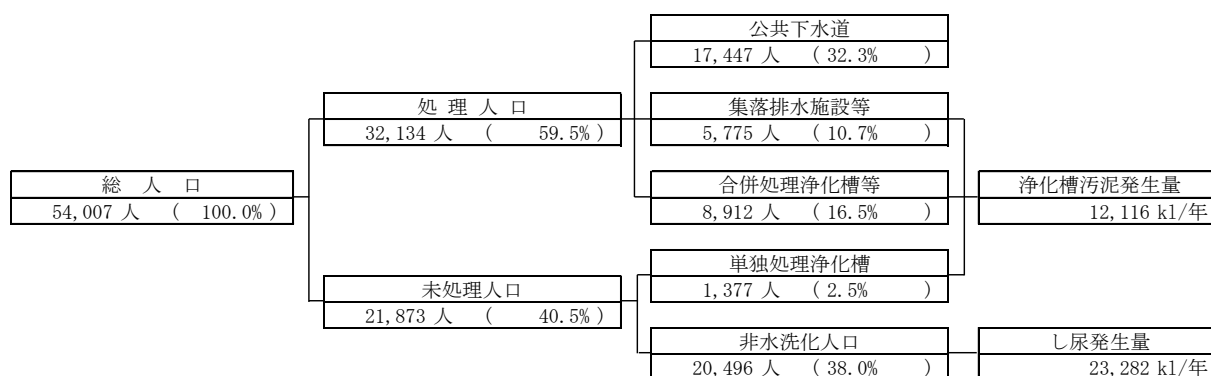 公共下水道
17,447 人 （ 32.3% ）
処 理 人 口
32,134 人 （ 59.5% ）
集落排水施設等
5,775 人 （ 10.7% ）
総 人 口
54,007 人 （ 100.0% ）
合併処理浄化槽等
8,912 人 （ 16.5% ）
浄化槽汚泥発生量
12,116 kl/年
単独処理浄化槽
1,377 人 （ 2.5% ）
未処理人口
21,873 人 （ 40.5% ）
非水洗化人口
20,496 人 （ 38.0% ）
し尿発生量
23,282 kl/年